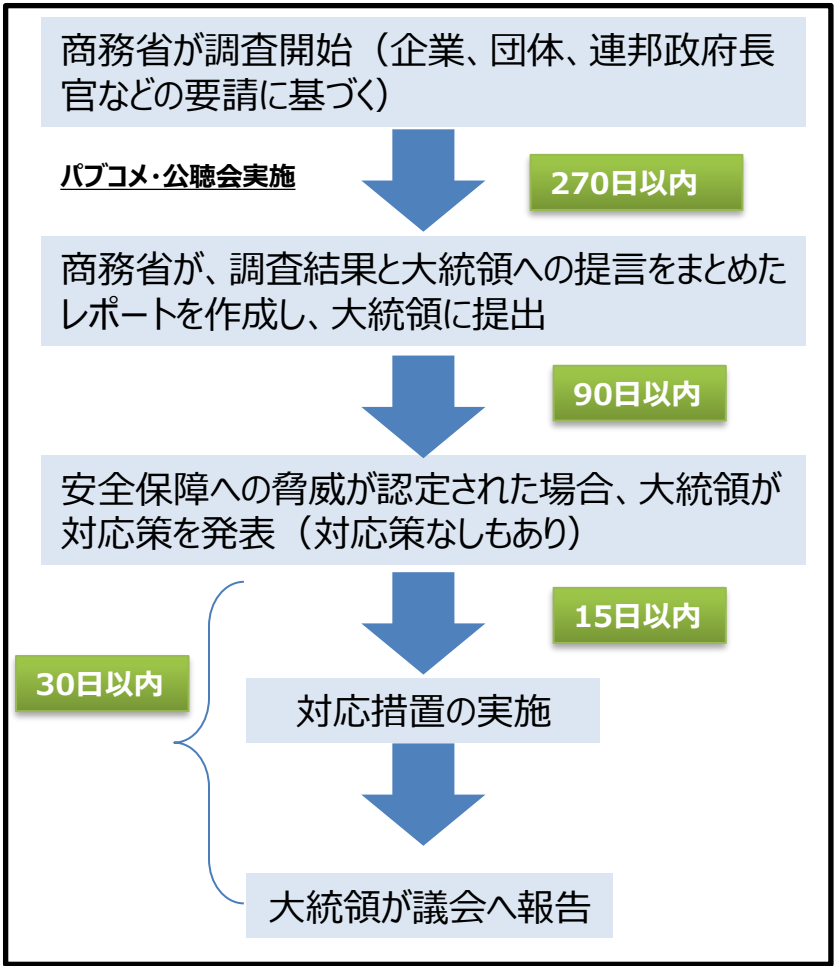 商務省が調査開始（企業、団体、連邦政府長
官などの要請に基づく）
パブコメ・公聴会実施
270日以内
商務省が、調査結果と大統領への提言をまとめた
レポートを作成し、大統領に提出
90日以内
安全保障への脅威が認定された場合、大統領が
対応策を発表（対応策なしもあり）
15日以内
30日以内
対応措置の実施
大統領が議会へ報告